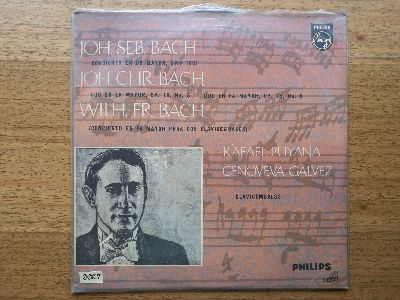 PHILIPS
JOH. SEB. BACH
(CONCIERTO EN DO MAYOR, BWV 1061)
JOH. CHR. BACH
DUO EN LA MAYOR, OP. 18, No. 5 DUO EN FA MAYOR, OP. 18, No. 6
WILH. FR. BACH
(CONCIERTO EN FA MAYOR PARA DOS CLAVICEMBALOS)
RAFAEL PUYANA
GENOVEVA GALVEZ
CLAVICEMBALOS
PHILIPS